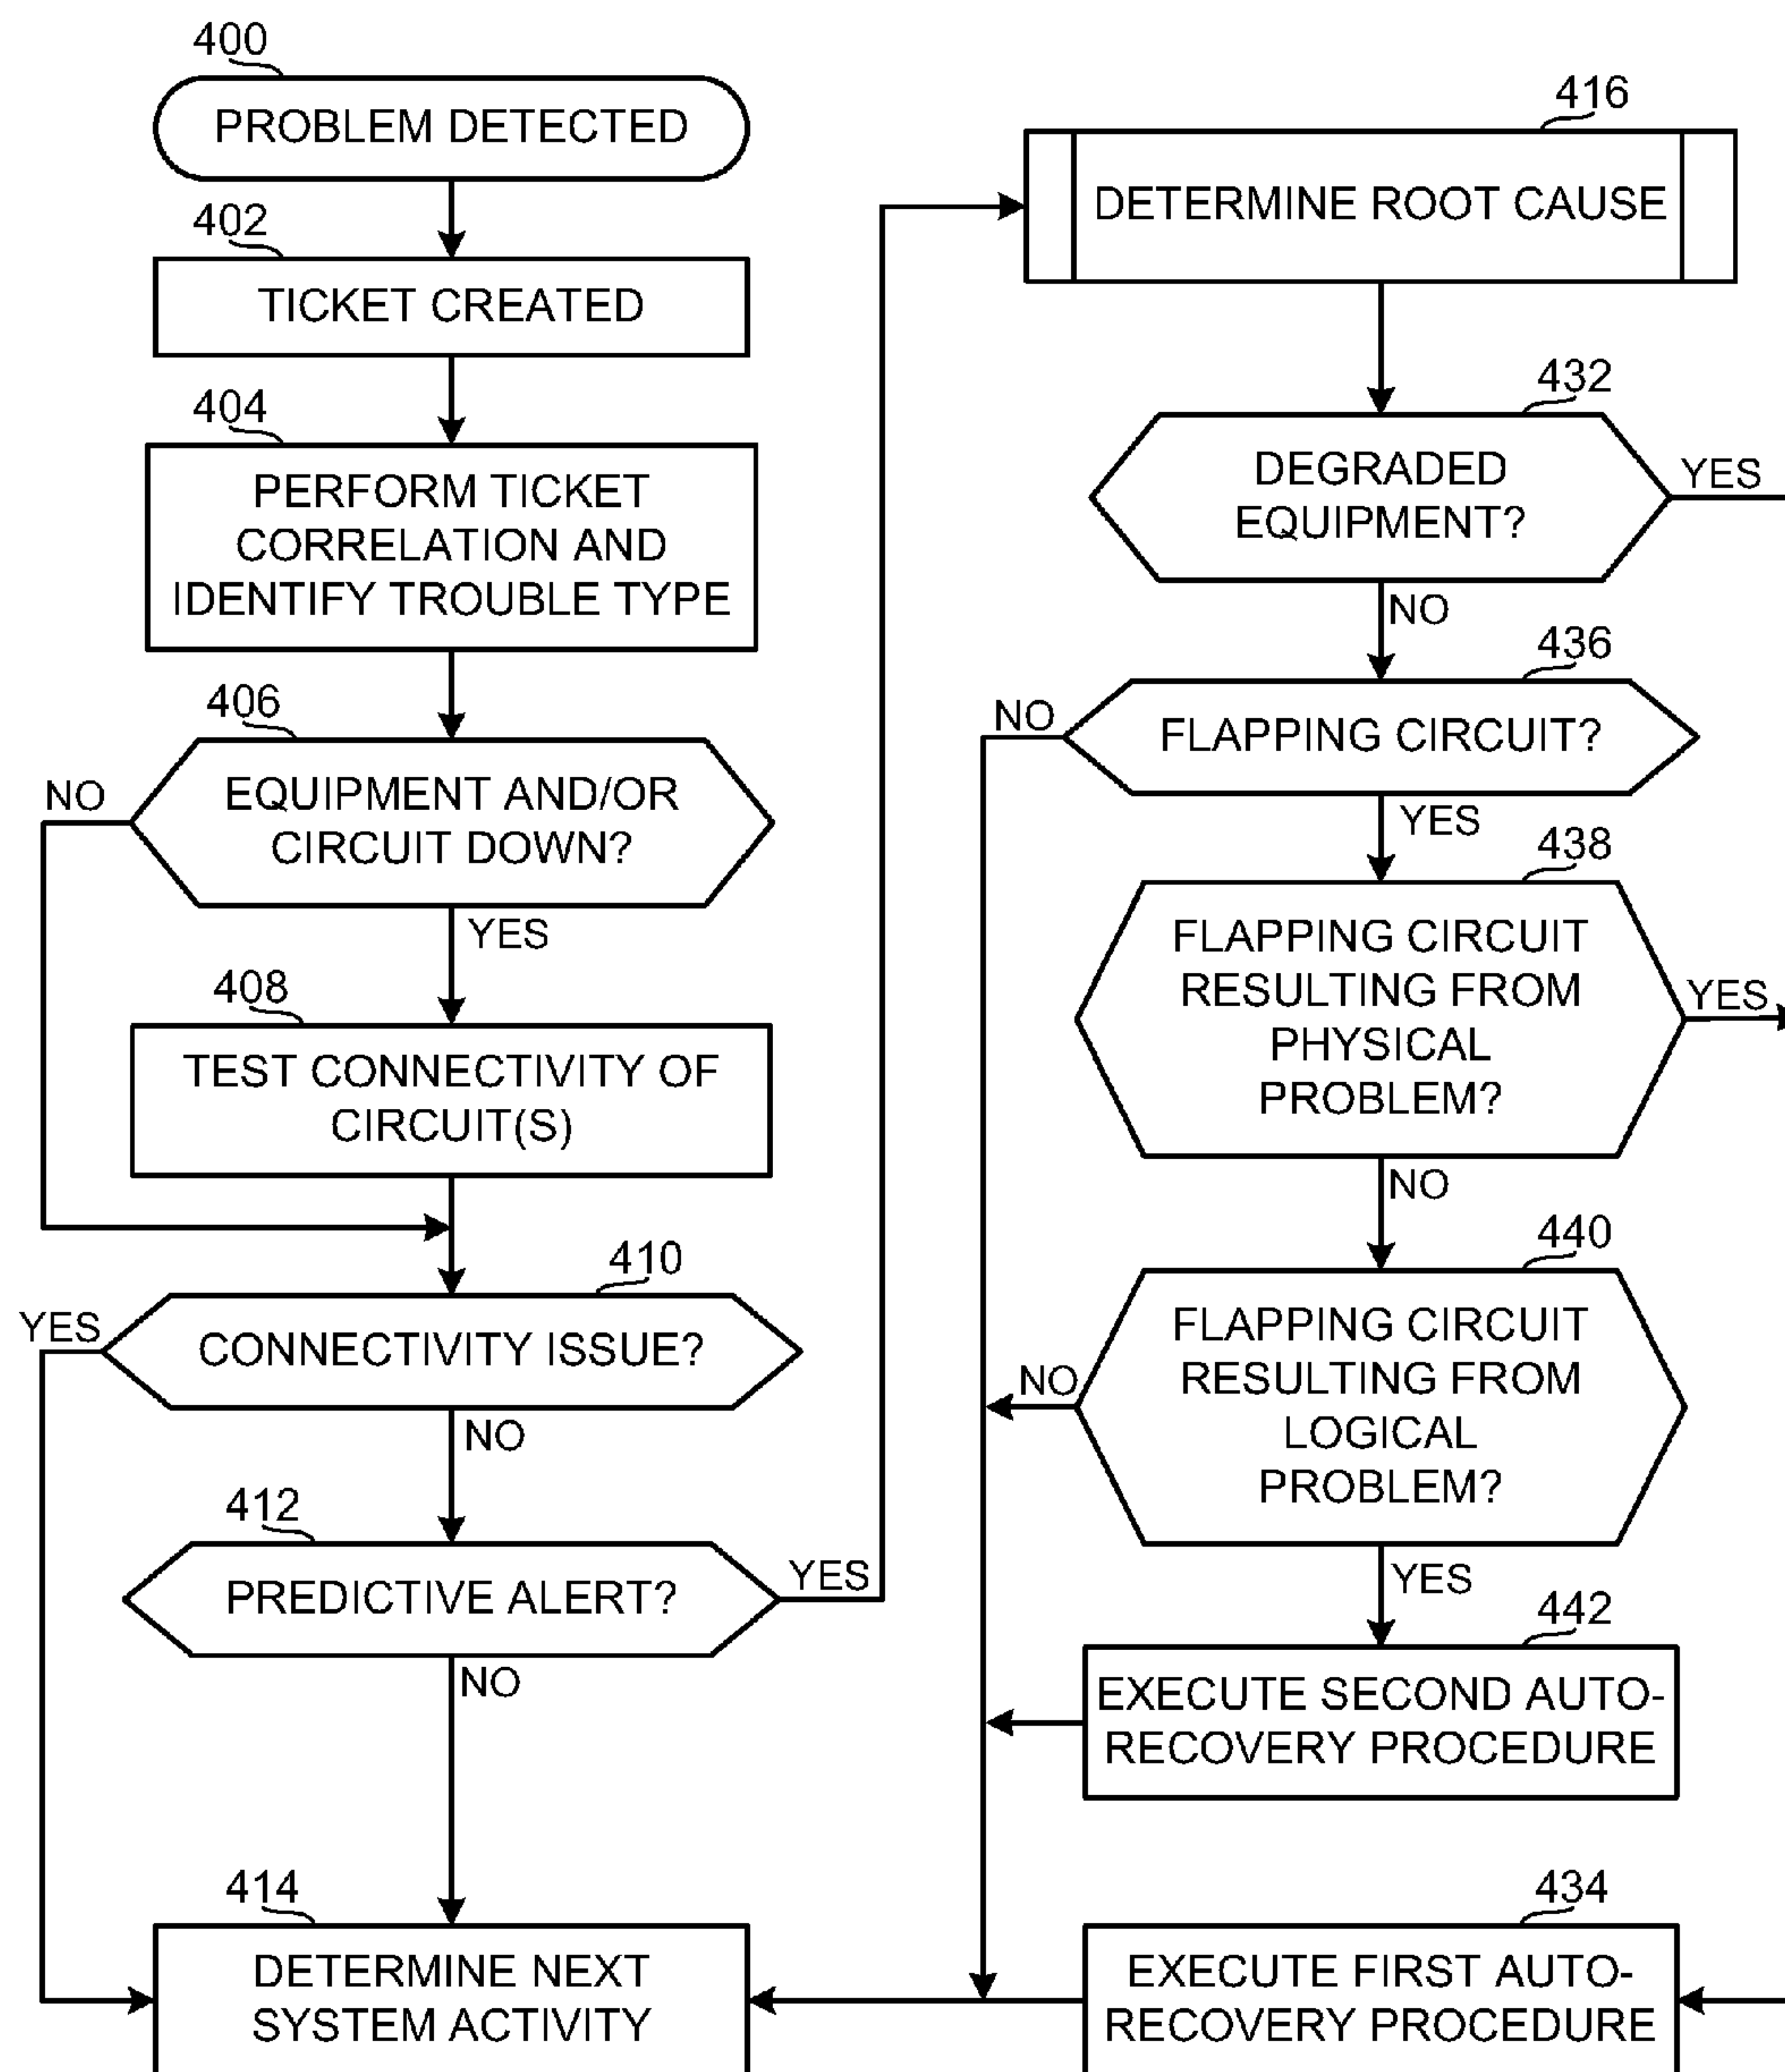 400
PROBLEM DETECTED
402
TICKET CREATED
404
PERFORM TICKET
CORRELATION AND
IDENTIFY TROUBLE TYPE
406
EQUIPMENT AND/OR
CIRCUIT DOWN?
NO
YES
408
TEST CONNECTIVITY OF
CIRCUIT(S)
410
CONNECTIVITY ISSUE?
YES
NO
412
PREDICTIVE ALERT?
YES
NO
414
DETERMINE NEXT
SYSTEM ACTIVITY
416
DETERMINE ROOT CAUSE
432
DEGRADED
EQUIPMENT?
YES
NO
436
FLAPPING CIRCUIT?
NO
YES
438
FLAPPING CIRCUIT
RESULTING FROM
PHYSICAL
PROBLEM?
YES
NO
440
FLAPPING CIRCUIT
RESULTING FROM
LOGICAL
PROBLEM?
NO
YES
442
EXECUTE SECOND AUTO-
RECOVERY PROCEDURE
434
EXECUTE FIRST AUTO-
RECOVERY PROCEDURE